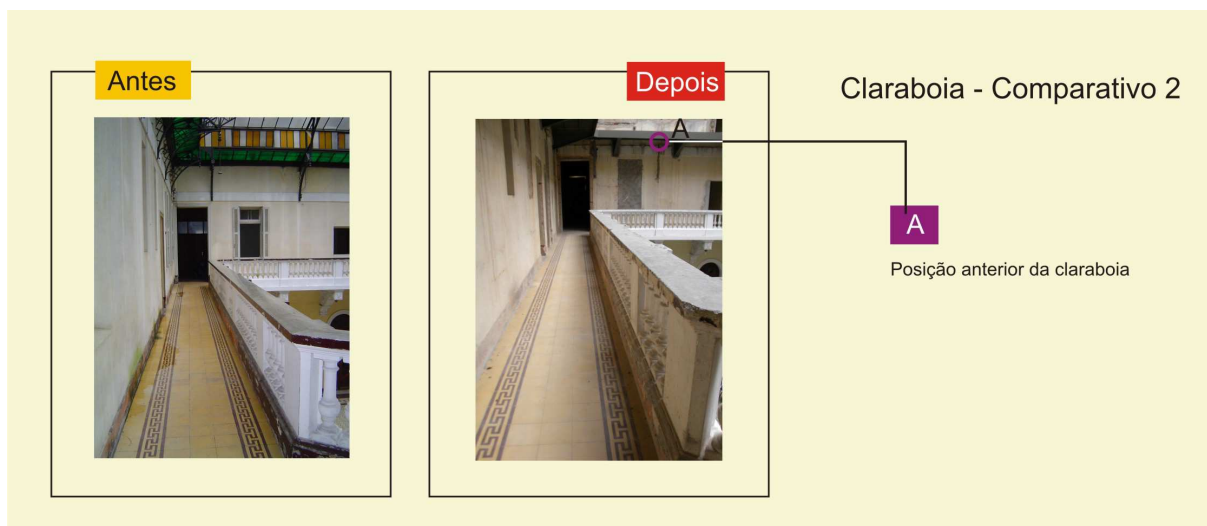 Antes
Depois
Claraboia - Comparativo 2
A
A
Posição anterior da claraboia